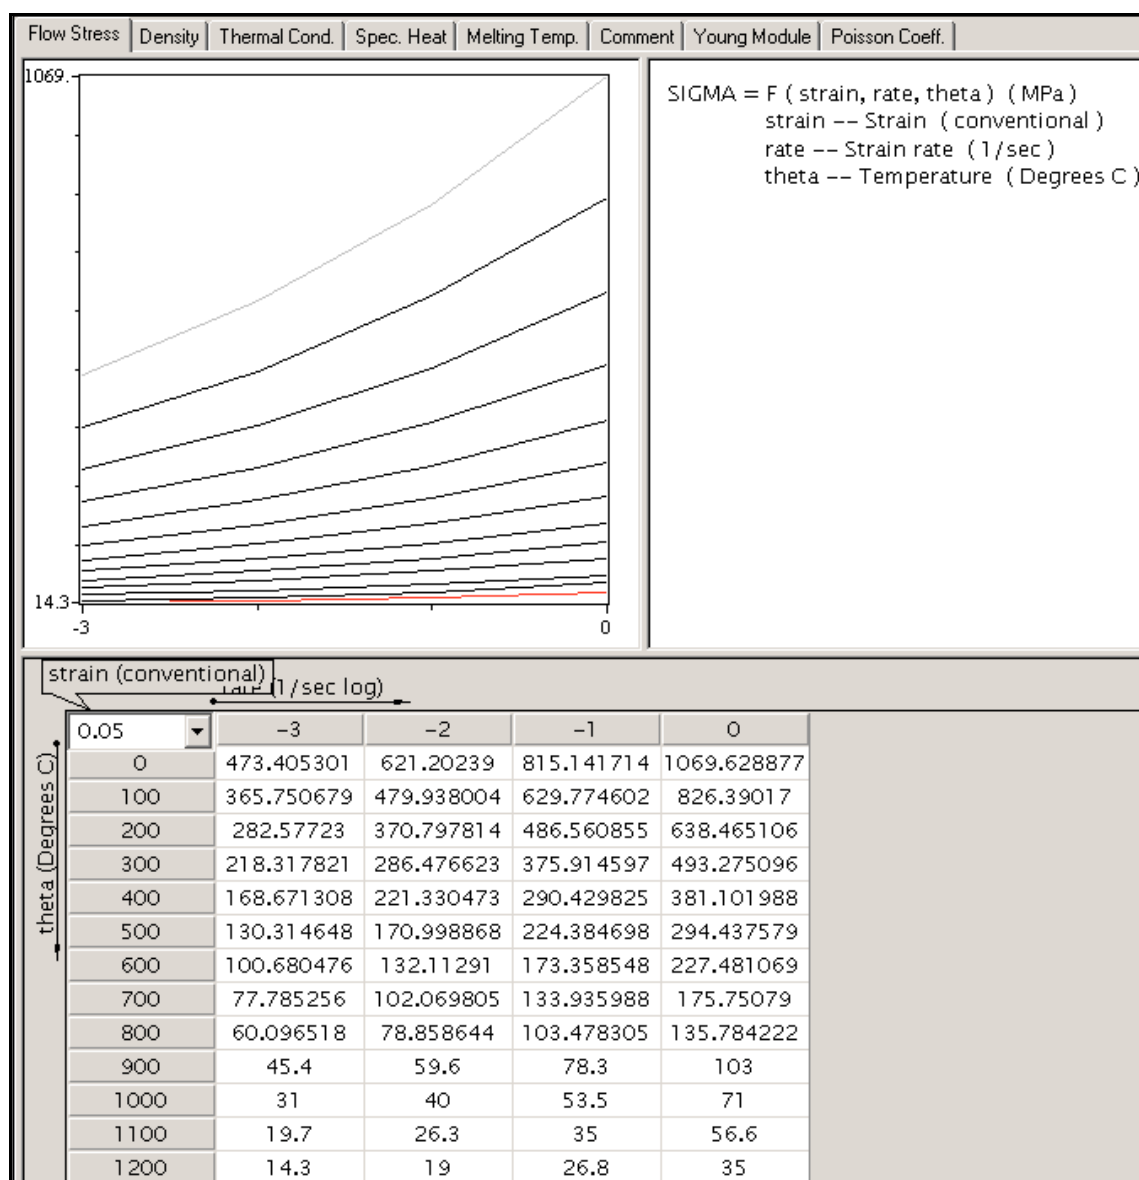 Flow Stress Density Thermal Cond. Spec. Heat Melting Temp. Comment Young Module Poisson Coeff.
1069.
14.3
-3 0
SIGMA = F ( strain, rate, theta ) ( MPa )
strain -- Strain ( conventional )
rate -- Strain rate ( 1/sec )
theta -- Temperature ( Degrees C )
strain (conventional)
rate (1/sec log)
theta (Degrees C)
0.05 -3 -2 -1 0
0 473.405301 621.20239 815.141714 1069.628877
100 365.750679 479.938004 629.774602 826.39017
200 282.57723 370.797814 486.560855 638.465106
300 218.317821 286.476623 375.914597 493.275096
400 168.671308 221.330473 290.429825 381.101988
500 130.314648 170.998868 224.384698 294.437579
600 100.680476 132.11291 173.358548 227.481069
700 77.785256 102.069805 133.935988 175.75079
800 60.096518 78.858644 103.478305 135.784222
900 45.4 59.6 78.3 103
1000 31 40 53.5 71
1100 19.7 26.3 35 56.6
1200 14.3 19 26.8 35